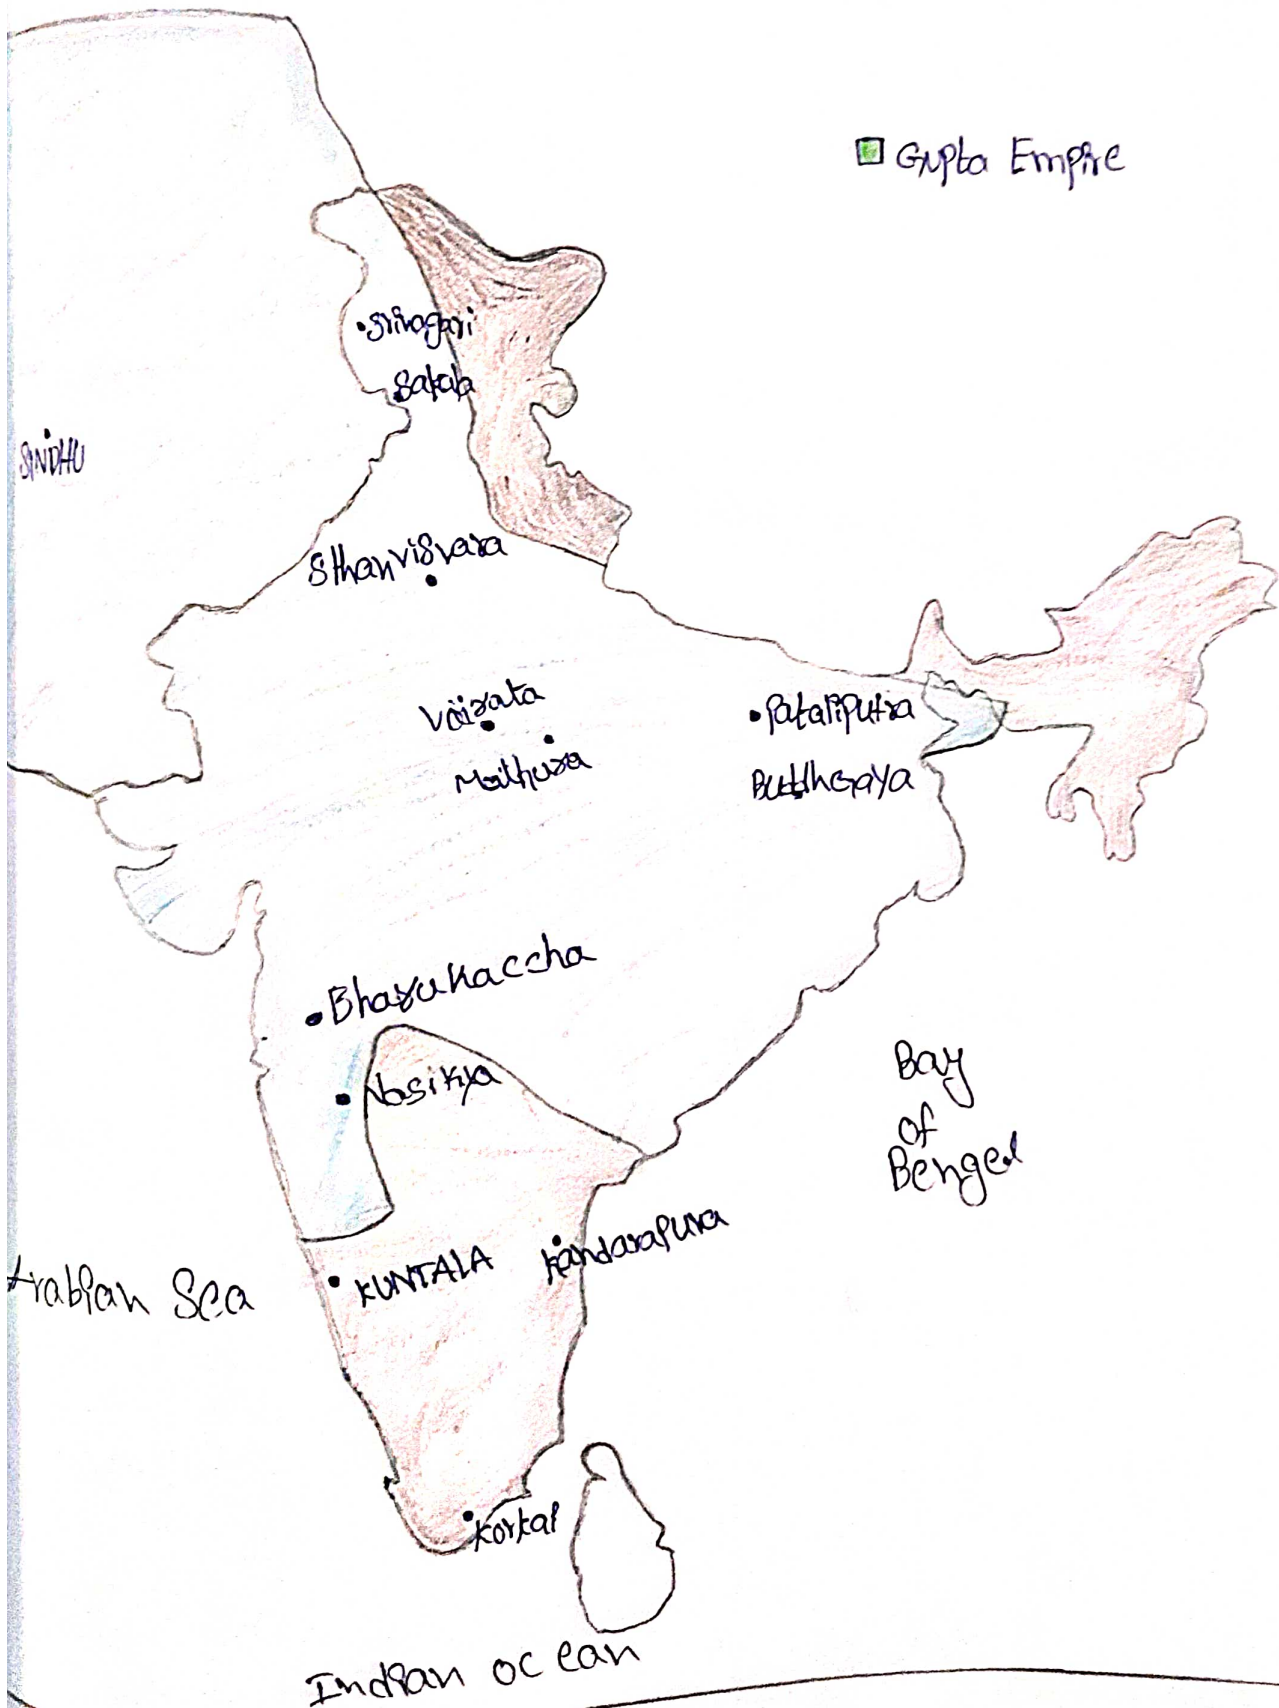 Gupta Empire
Srinagari
Sakala
SINDHU
Sthanvisvara
Vairata
Mathura
Pataliputra
BuddhGaya
Bharukaccha
Nasikya
Bay
of
Bengal
KUNTALA
Kandarapura
Arabian Sea
Korkai
Indian ocean